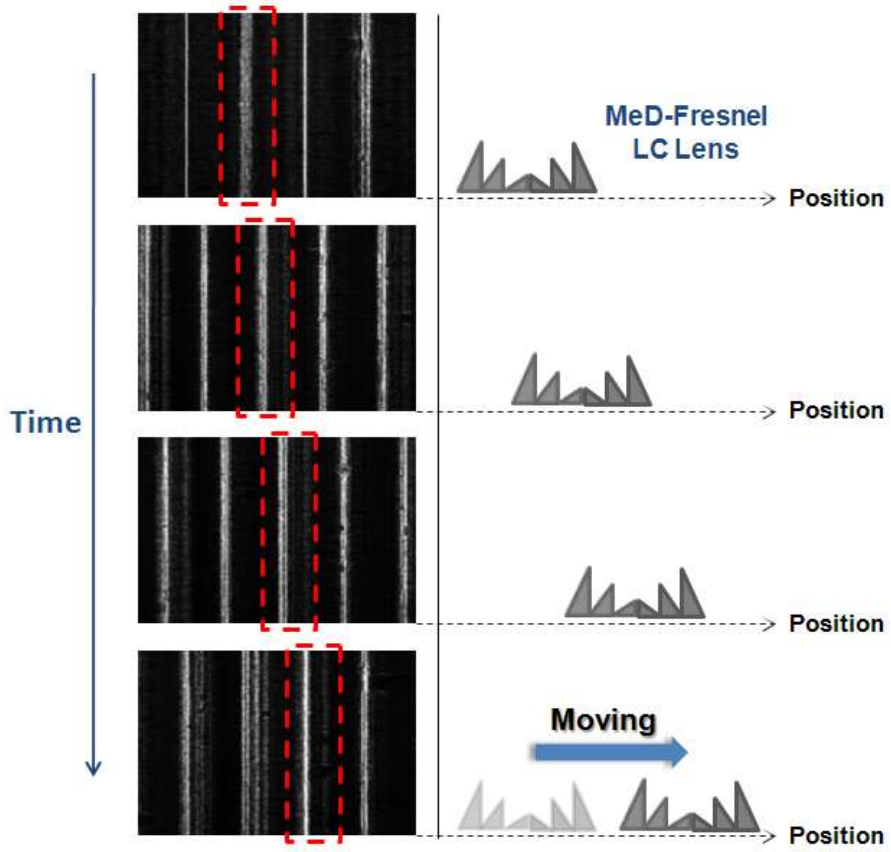 MeD-Fresnel
LC Lens
Position
Position
Time
Position
Moving
Position